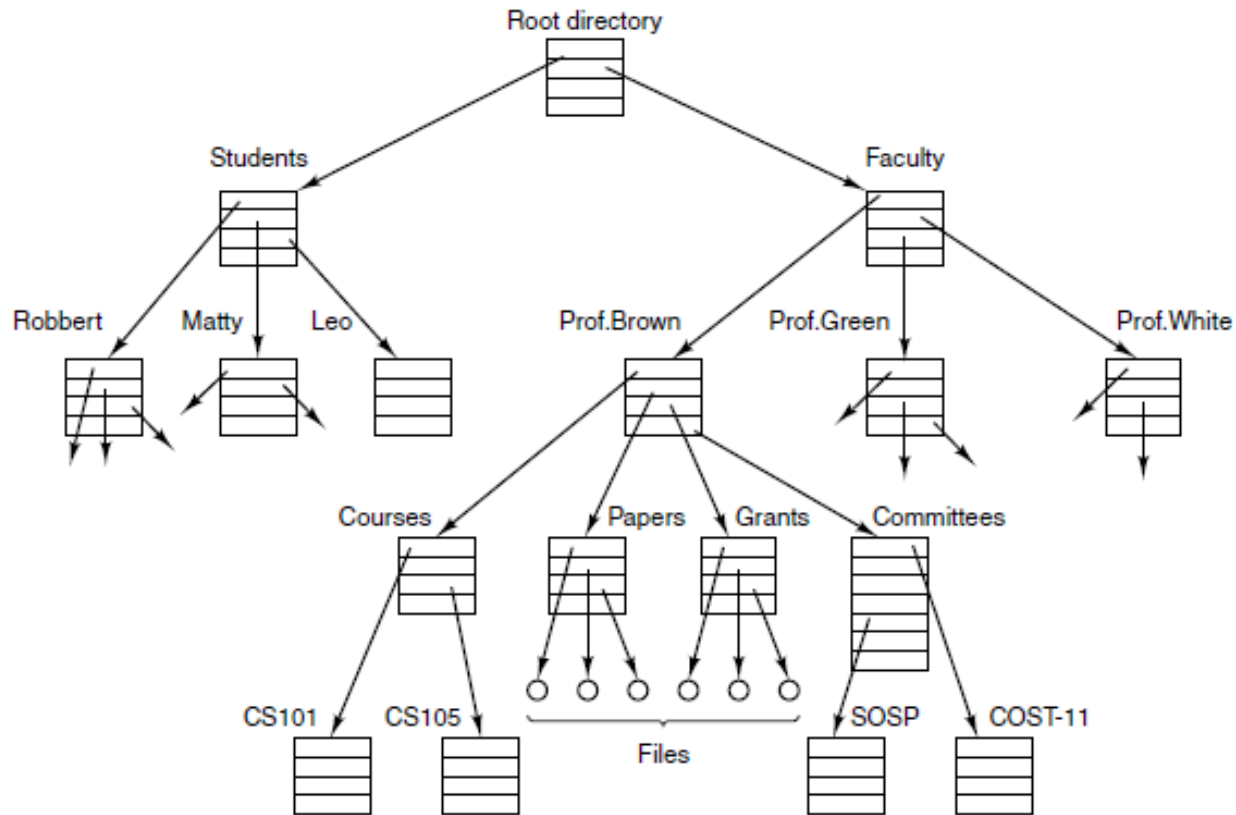 Root directory
Students
Faculty
Robbert
Matty
Leo
Prof.Brown
Prof.Green
Prof.White
Courses
Papers
Grants
Committees
CS101
CS105
Files
SOSP
COST-11